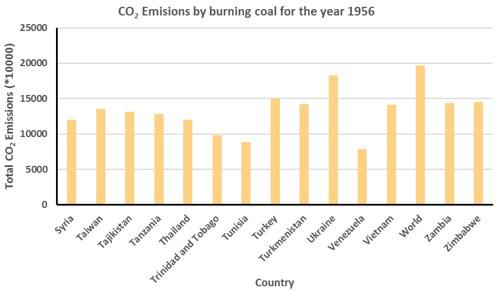 CO₂ Emisions by burning coal for the year 1956
Total CO₂ Emissions (*10000)
25000
20000
15000
10000
5000
0
Syria
Taiwan
Tajikistan
Tanzania
Thailand
Trinidad and Tobago
Tunisia
Turkey
Turkmenistan
Ukraine
Venezuela
Vietnam
World
Zambia
Zimbabwe
Country